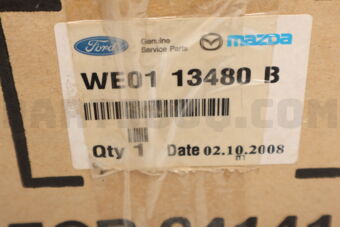 Ford Genuine Service Parts mazda
WE01 13480 B
Qty 1 Date 02.10.2008